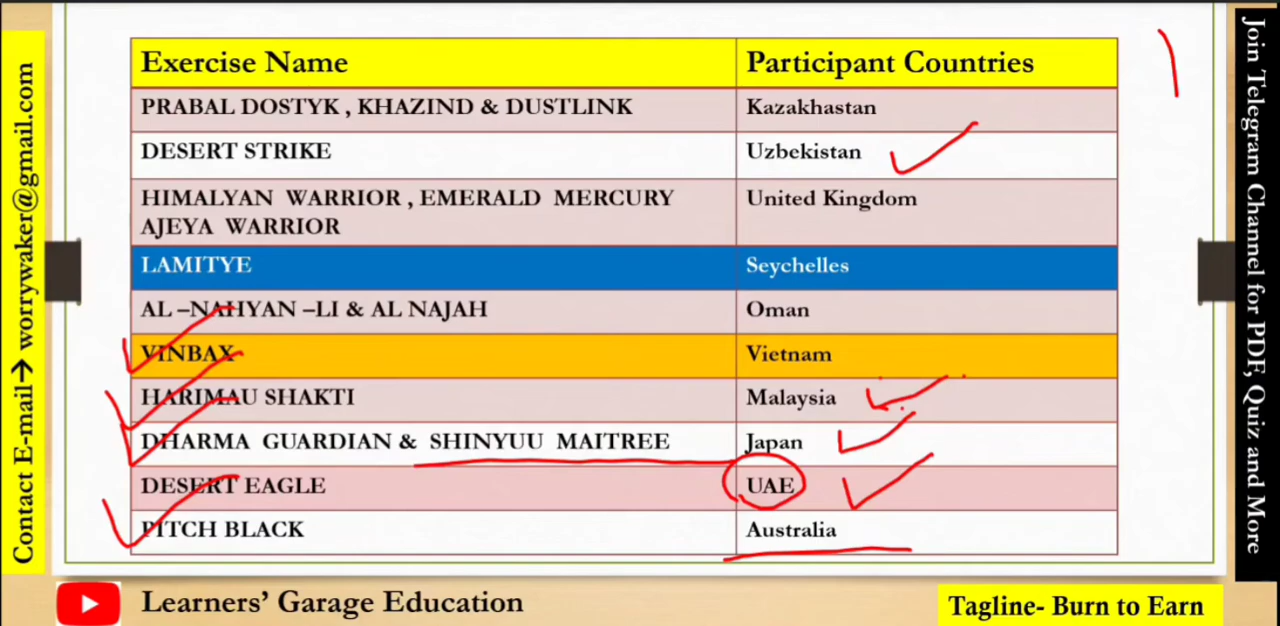 Contact E-mail→ worrywaker@gmail.com
Exercise Name Participant Countries
PRABAL DOSTYK , KHAZIND & DUSTLINK Kazakhastan
DESERT STRIKE Uzbekistan
HIMALYAN WARRIOR , EMERALD MERCURY United Kingdom
AJEYA WARRIOR
LAMITYE Seychelles
AL –NAHYAN –LI & AL NAJAH Oman
VINBAX Vietnam
HARIMAU SHAKTI Malaysia
DHARMA GUARDIAN & SHINYUU MAITREE Japan
DESERT EAGLE UAE
PITCH BLACK Australia
Join Telegram Channel for PDF, Quiz and More
Learners' Garage Education
Tagline- Burn to Earn